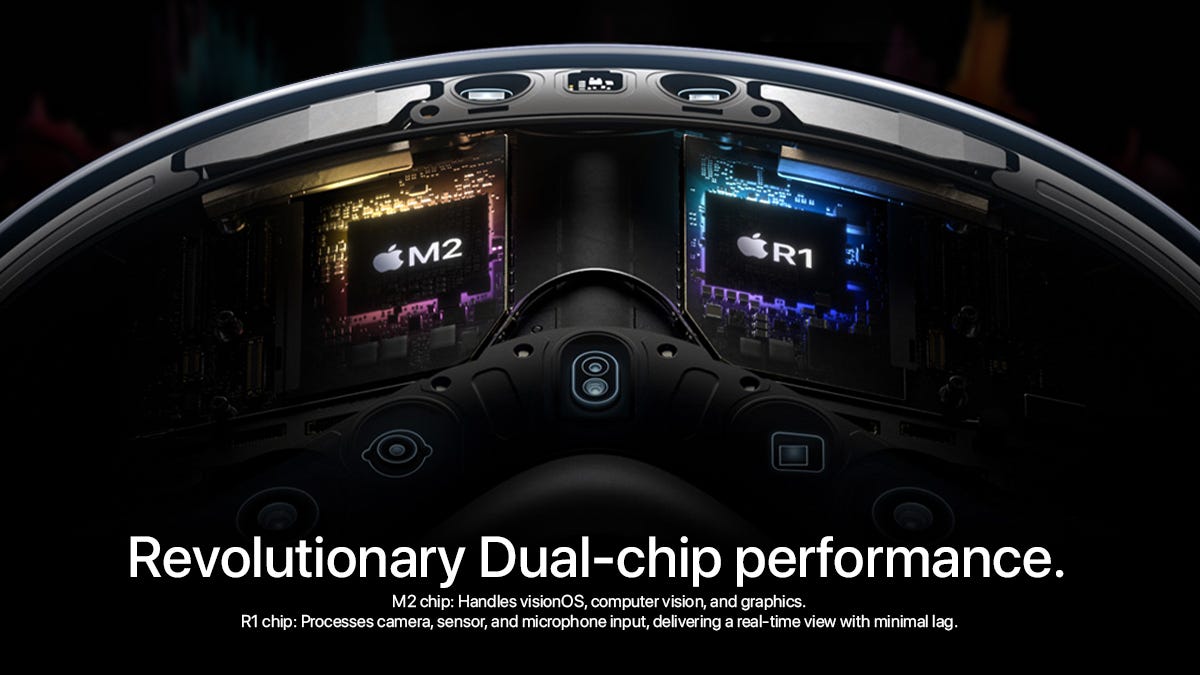 M2
R1
Revolutionary Dual-chip performance.
M2 chip: Handles visionOS, computer vision, and graphics.
R1 chip: Processes camera, sensor, and microphone input, delivering a real-time view with minimal lag.